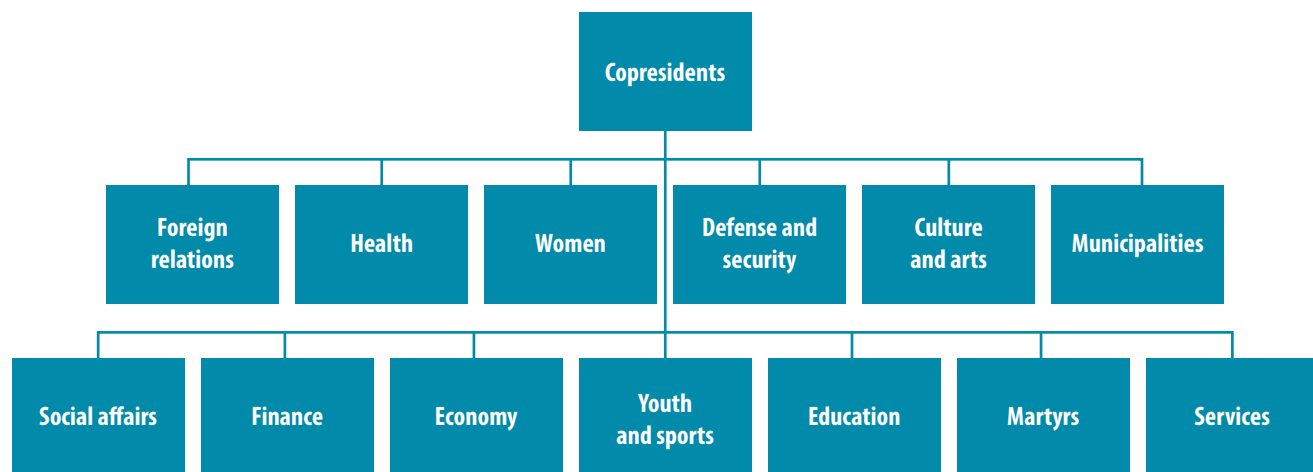 Copresidents
Foreign
relations
Health
Women
Defense and
security
Culture
and arts
Municipalities
Social affairs
Finance
Economy
Youth
and sports
Education
Martyrs
Services